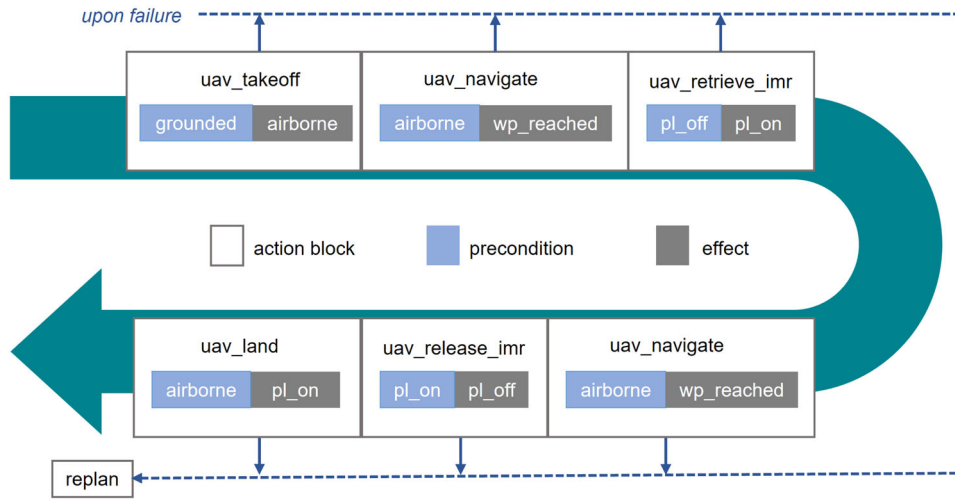 upon failure
uav_takeoff
grounded airborne
uav_navigate
airborne wp_reached
uav_retrieve_imr
pl_off pl_on
action block
precondition
effect
uav_land
airborne pl_on
uav_release_imr
pl_on pl_off
uav_navigate
airborne wp_reached
replan